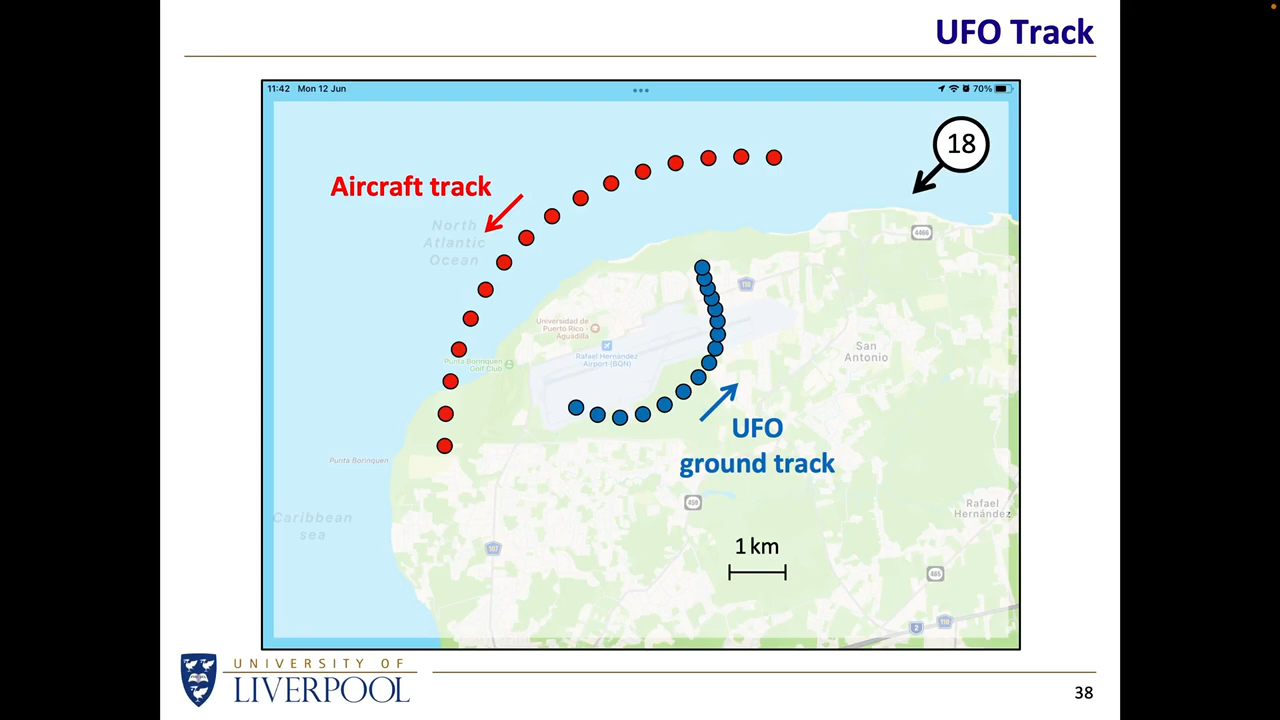 UFO Track
11:42 Mon 12 Jun
70%
18
Aircraft track
North
Atlantic
Ocean
4466
110
Universidad de
Puerto Rico -
Aguadilla
Rafael Hernández
Airport (BQN)
San
Antonio
Punta Borinquen
Golf Club
UFO
ground track
Punta Borinquen
459
Rafael
Hernández
Caribbean
sea
1 km
107
465
2
110
UNIVERSITY OF
LIVERPOOL
38